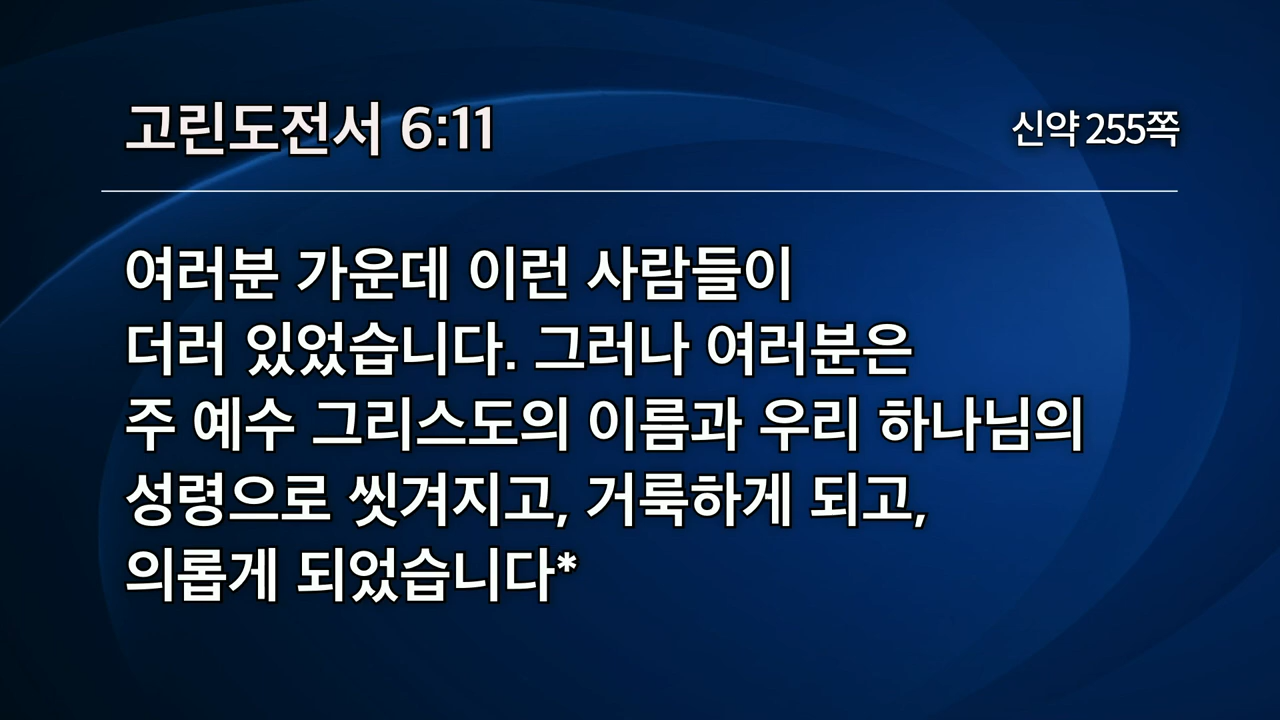 고린도전서 6:11
신약 255쪽
여러분 가운데 이런 사람들이
더러 있었습니다. 그러나 여러분은
주 예수 그리스도의 이름과 우리 하나님의
성령으로 씻겨지고, 거룩하게 되고,
의롭게 되었습니다*